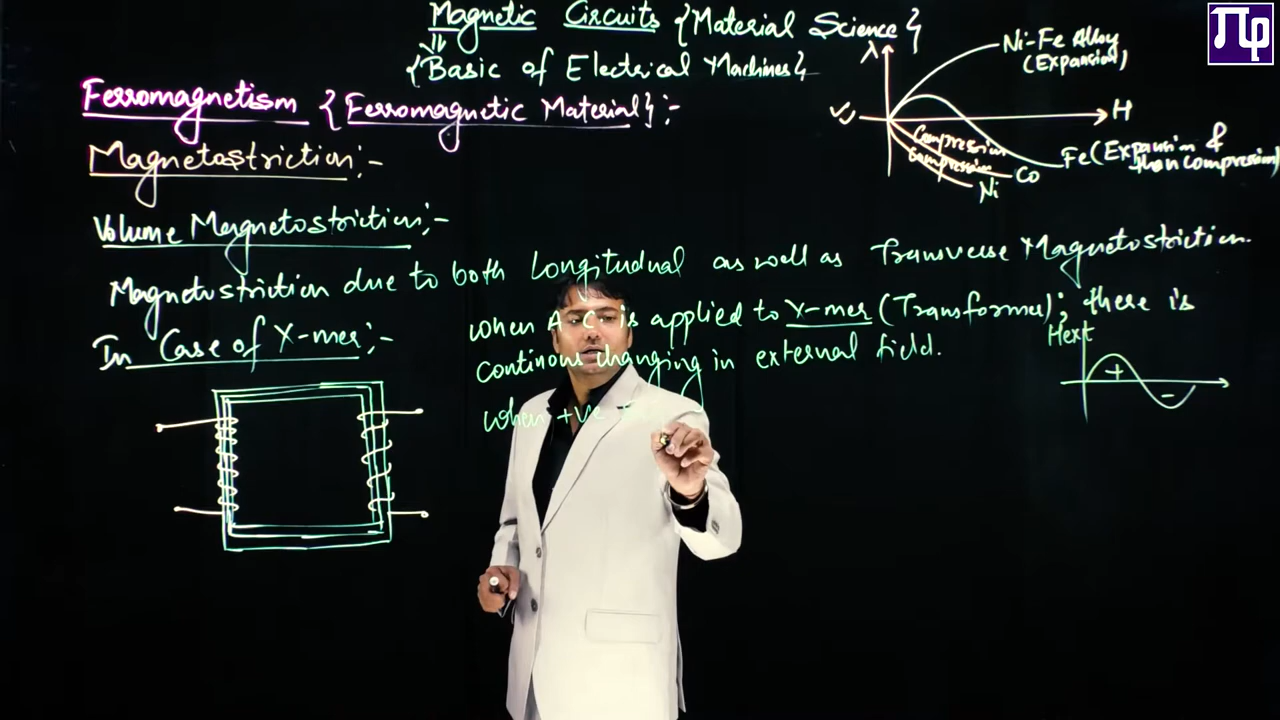 Magnetic Circuits {Material Science}
{Basic of Electrical Machines}
Ferromagnetism {Ferromagnetic Material} :-
Magnetostriction :-
Volume Magnetostriction :-
Magnetostriction due to both Longitudual as well as Transverse Magnetostriction.
In Case of X-mer :-
when A.C. is applied to X-mer (Transformer); there is
continous changing in external field.
when +ve
λ
Ni-Fe Alloy
(Expansion)
H
Compression
Compression
Fe (Expansion &
then compression)
Co
Ni
Hext
+
-
πφ